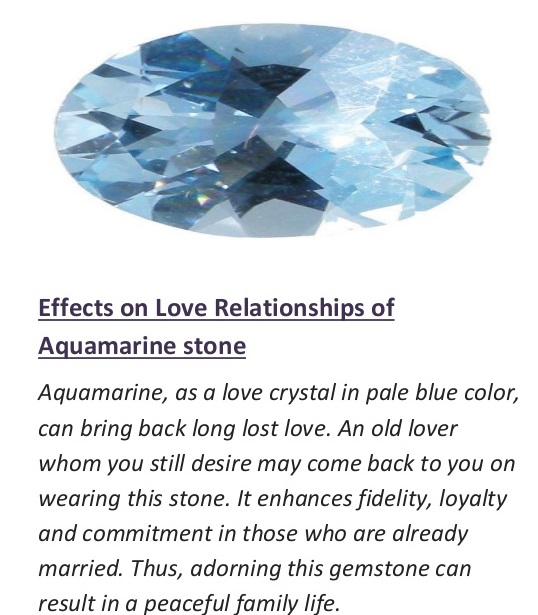 Effects on Love Relationships of
Aquamarine stone
Aquamarine, as a love crystal in pale blue color,
can bring back long lost love. An old lover
whom you still desire may come back to you on
wearing this stone. It enhances fidelity, loyalty
and commitment in those who are already
married. Thus, adorning this gemstone can
result in a peaceful family life.